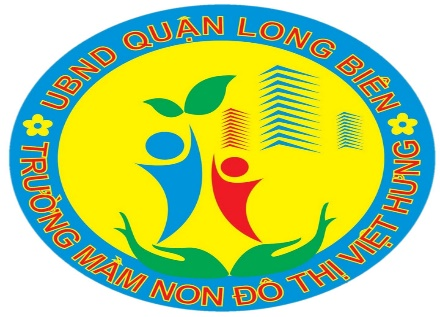 UBND QUẬN LONG BIÊN
TRƯỜNG MẦM NON ĐÔ THỊ VIỆT HƯNG